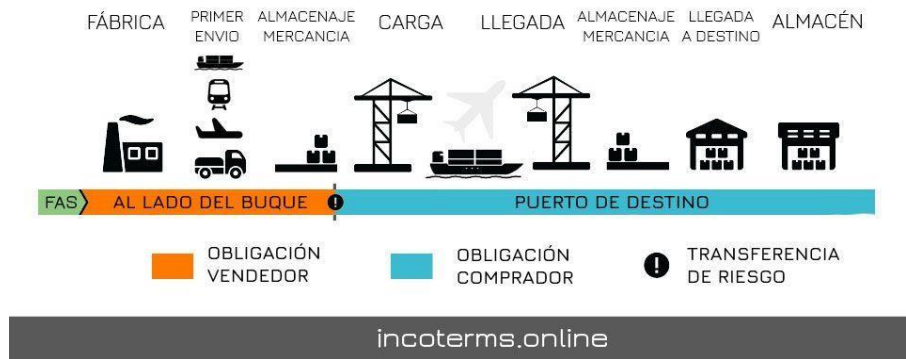 FÁBRICA
PRIMER
ENVIO
ALMACENAJE
MERCANCIA
CARGA
LLEGADA
ALMACENAJE
MERCANCIA
LLEGADA
A DESTINO
ALMACÉN
FAS
AL LADO DEL BUQUE
PUERTO DE DESTINO
OBLIGACIÓN
VENDEDOR
OBLIGACIÓN
COMPRADOR
TRANSFERENCIA
DE RIESGO
incoterms.online